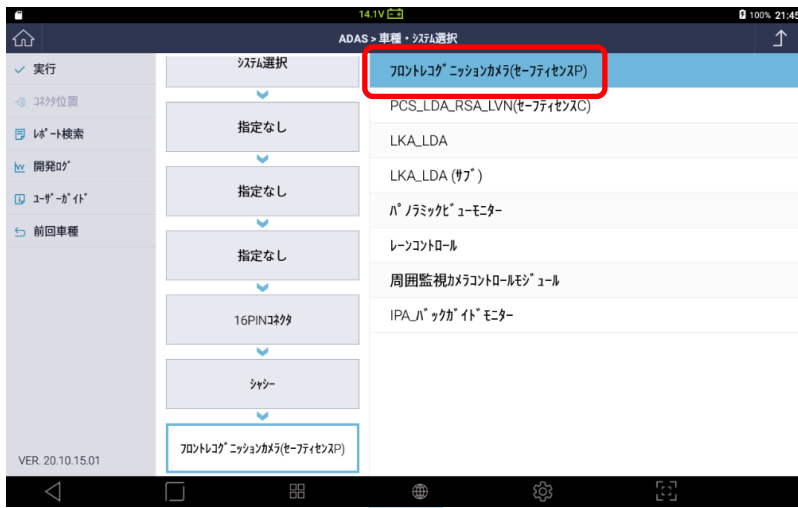 14.1V
100% 21:45
ADAS > 車種・ｼｽﾃﾑ選択
実行
ｺﾈｸﾀ位置
ﾚﾎﾟｰﾄ検索
開発ﾛｸﾞ
ﾕｰｻﾞｰｶﾞｲﾄﾞ
前回車種
VER. 20.10.15.01
ｼｽﾃﾑ選択
指定なし
指定なし
指定なし
16PINｺﾈｸﾀ
ｼｬｼｰ
ﾌﾛﾝﾄﾚｺｸﾞﾆｯｼｮﾝｶﾒﾗ(ｾｰﾌﾃｨｾﾝｽP)
ﾌﾛﾝﾄﾚｺｸﾞﾆｯｼｮﾝｶﾒﾗ(ｾｰﾌﾃｨｾﾝｽP)
PCS_LDA_RSA_LVN(ｾｰﾌﾃｨｾﾝｽC)
LKA_LDA
LKA_LDA (ｻﾌﾞ)
ﾊﾟﾉﾗﾐｯｸﾋﾞｭｰﾓﾆﾀｰ
ﾚｰﾝｺﾝﾄﾛｰﾙ
周囲監視ｶﾒﾗｺﾝﾄﾛｰﾙﾓｼﾞｭｰﾙ
IPA_ﾊﾞｯｸｶﾞｲﾄﾞﾓﾆﾀｰ